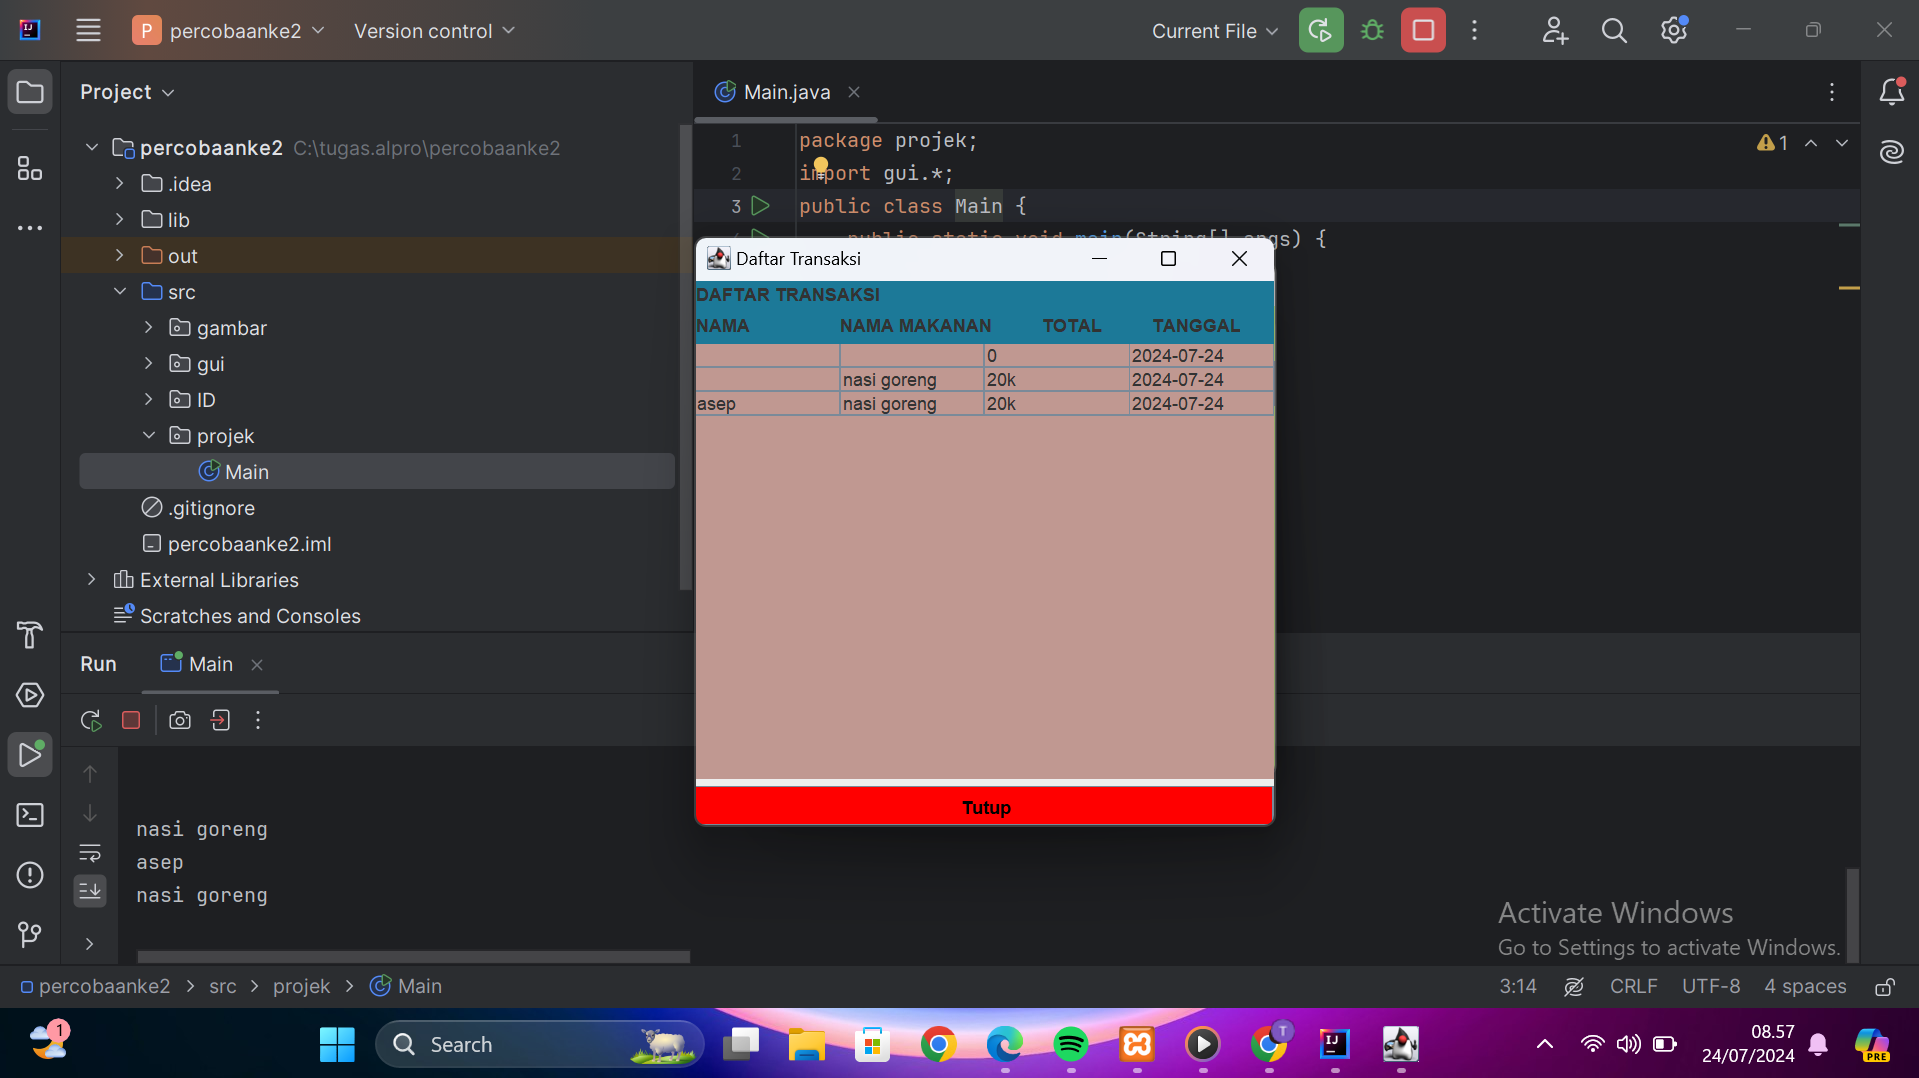 P percobaanke2 Version control Current File
Project
Main.java
percobaanke2 C:\tugas.alpro\percobaanke2
.idea
lib
out
src
gambar
gui
ID
projek
Main
.gitignore
percobaanke2.iml
External Libraries
Scratches and Consoles
1 package projek;
2 import gui.*;
3 public class Main {
public static void main(String[] args) {
1
Daftar Transaksi
DAFTAR TRANSAKSI
NAMA NAMA MAKANAN TOTAL TANGGAL
0 2024-07-24
nasi goreng 20k 2024-07-24
asep nasi goreng 20k 2024-07-24
Tutup
Run Main
nasi goreng
asep
nasi goreng
Activate Windows
Go to Settings to activate Windows.
percobaanke2 > src > projek > Main
3:14 CRLF UTF-8 4 spaces
1
Search
T
IJ
08.57
24/07/2024
PRE